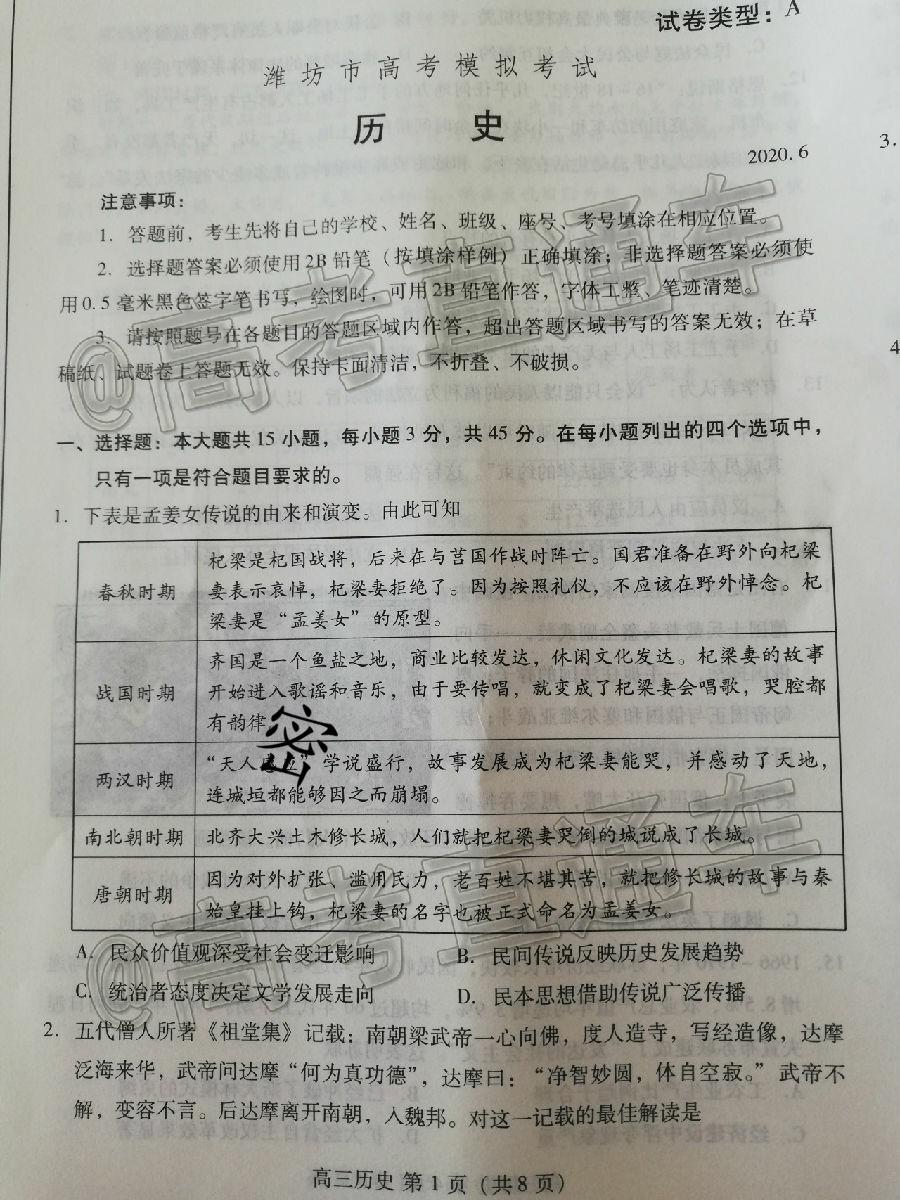 试卷类型：A
潍坊市高考模拟考试
历 史
2020.6
注意事项：
1. 答题前，考生先将自己的学校、姓名、班级、座号、考号填涂在相应位置。
2. 选择题答案必须使用2B铅笔（按填涂样例）正确填涂；非选择题答案必须使
用0.5毫米黑色签字笔书写，绘图时，可用2B铅笔作答，字体工整、笔迹清楚。
3. 请按照题号在各题目的答题区域内作答，超出答题区域书写的答案无效；在草
稿纸、试题卷上答题无效。保持卡面清洁，不折叠、不破损。
一、选择题：本大题共15小题，每小题3分，共45分。在每小题列出的四个选项中，
只有一项是符合题目要求的。
1. 下表是孟姜女传说的由来和演变。由此可知
春秋时期
杞梁是杞国战将，后来在与莒国作战时阵亡。国君准备在野外向杞梁
妻表示哀悼，杞梁妻拒绝了。因为按照礼仪，不应该在野外悼念。杞
梁妻是“孟姜女”的原型。
战国时期
齐国是一个鱼盐之地，商业比较发达，休闲文化发达。杞梁妻的故事
开始进入歌谣和音乐，由于要传唱，就变成了杞梁妻会唱歌，哭腔都
有韵律
密
两汉时期
“天人 ”学说盛行，故事发展成为杞梁妻能哭，并感动了天地，
连城垣都能够因之而崩塌。
南北朝时期
北齐大兴土木修长城，人们就把杞梁妻哭倒的城说成了长城。
唐朝时期
因为对外扩张、滥用民力，老百姓不堪其苦，就把修长城的故事与秦
始皇挂上钩，杞梁妻的名字也被正式命名为孟姜女。
A. 民众价值观深受社会变迁影响 B. 民间传说反映历史发展趋势
C. 统治者态度决定文学发展走向 D. 民本思想借助传说广泛传播
2. 五代僧人所著《祖堂集》记载：南朝梁武帝一心向佛，度人造寺，写经造像，达摩
泛海来华，武帝问达摩“何为真功德”，达摩曰：“净智妙圆，体自空寂。”武帝不
解，变容不言。后达摩离开南朝，入魏邦。对这一记载的最佳解读是
高三历史 第1页（共8页）
3.
4
@高考直通车
@高考直通车